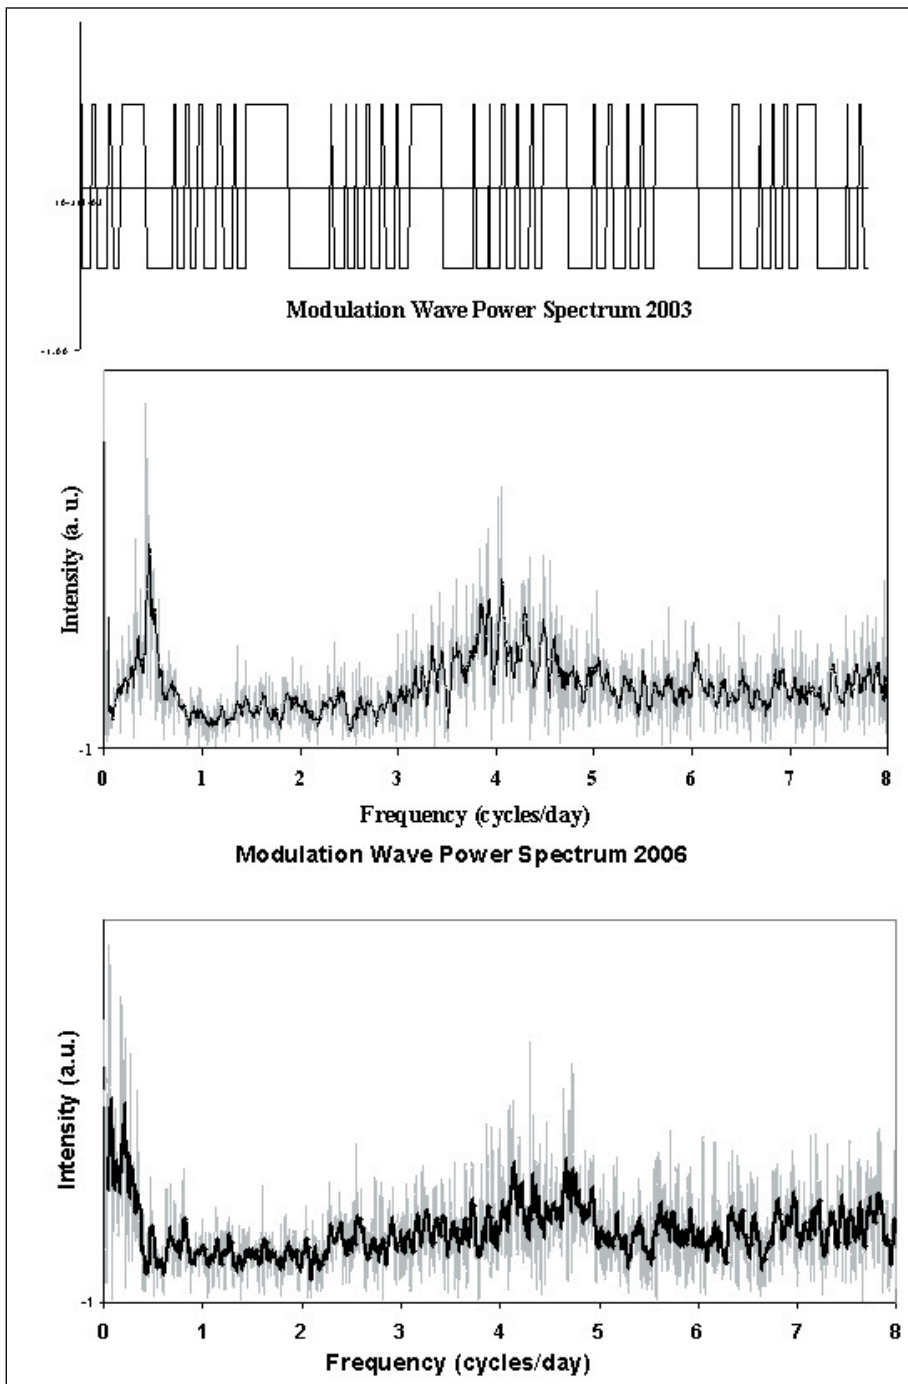 Modulation Wave Power Spectrum 2003
-1.66
Intensity (a. u.)
-1
0 1 2 3 4 5 6 7 8
Frequency (cycles/day)
Modulation Wave Power Spectrum 2006
Intensity (a.u.)
-1
0 1 2 3 4 5 6 7 8
Frequency (cycles/day)